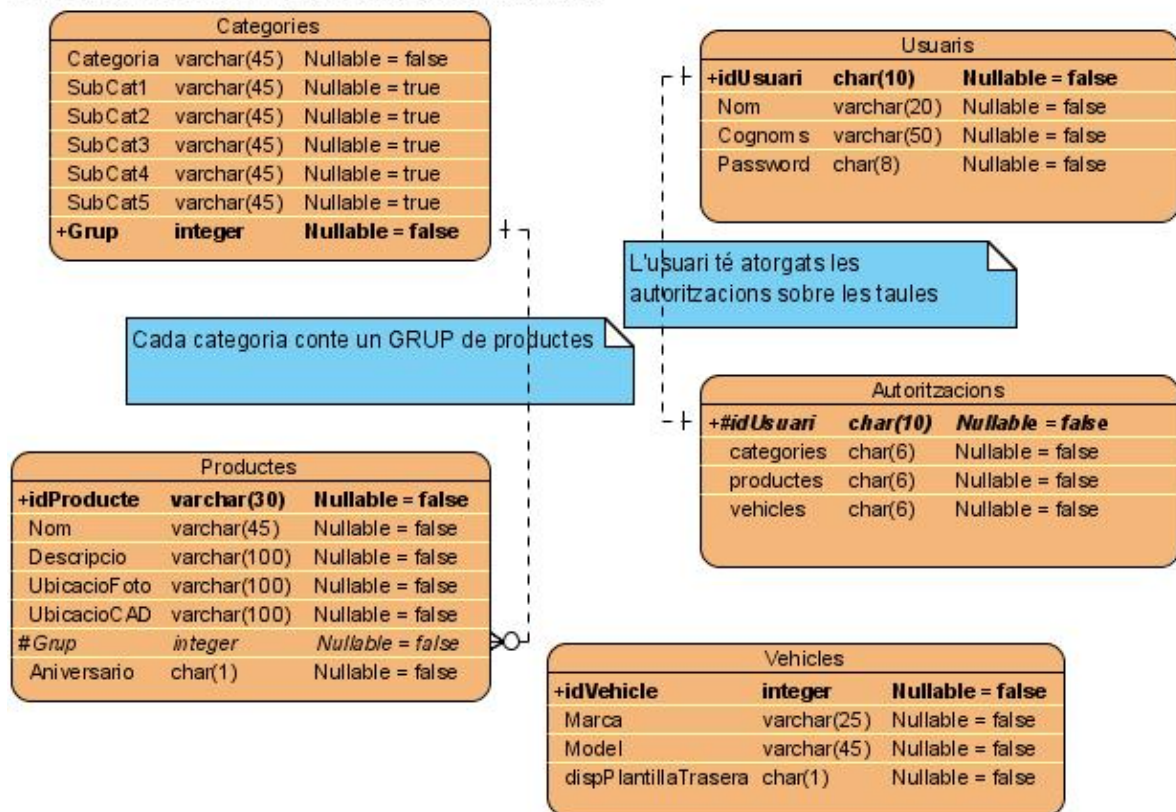 Categories
Categoria varchar(45) Nullable = false
SubCat1 varchar(45) Nullable = true
SubCat2 varchar(45) Nullable = true
SubCat3 varchar(45) Nullable = true
SubCat4 varchar(45) Nullable = true
SubCat5 varchar(45) Nullable = true
+Grup integer Nullable = false
Usuaris
+idUsuari char(10) Nullable = false
Nom varchar(20) Nullable = false
Cognoms varchar(50) Nullable = false
Password char(8) Nullable = false
L'usuari té atorgats les
autoritzacions sobre les taules
Cada categoria conte un GRUP de productes
Autoritzacions
+#idUsuari char(10) Nullable = false
categories char(6) Nullable = false
productes char(6) Nullable = false
vehicles char(6) Nullable = false
Productes
+idProducte varchar(30) Nullable = false
Nom varchar(45) Nullable = false
Descripcio varchar(100) Nullable = false
UbicacioFoto varchar(100) Nullable = false
UbicacioCAD varchar(100) Nullable = false
#Grup integer Nullable = false
Aniversario char(1) Nullable = false
Vehicles
+idVehicle integer Nullable = false
Marca varchar(25) Nullable = false
Model varchar(45) Nullable = false
dispPlantillaTrasera char(1) Nullable = false